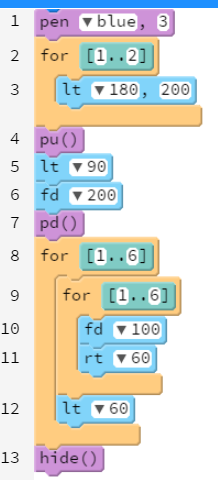 1 pen ▼blue, 3
2 for [1..2]
3 lt ▼180, 200
4 pu()
5 lt ▼90
6 fd ▼200
7 pd()
8 for [1..6]
9 for [1..6]
10 fd ▼100
11 rt ▼60
12 lt ▼60
13 hide()